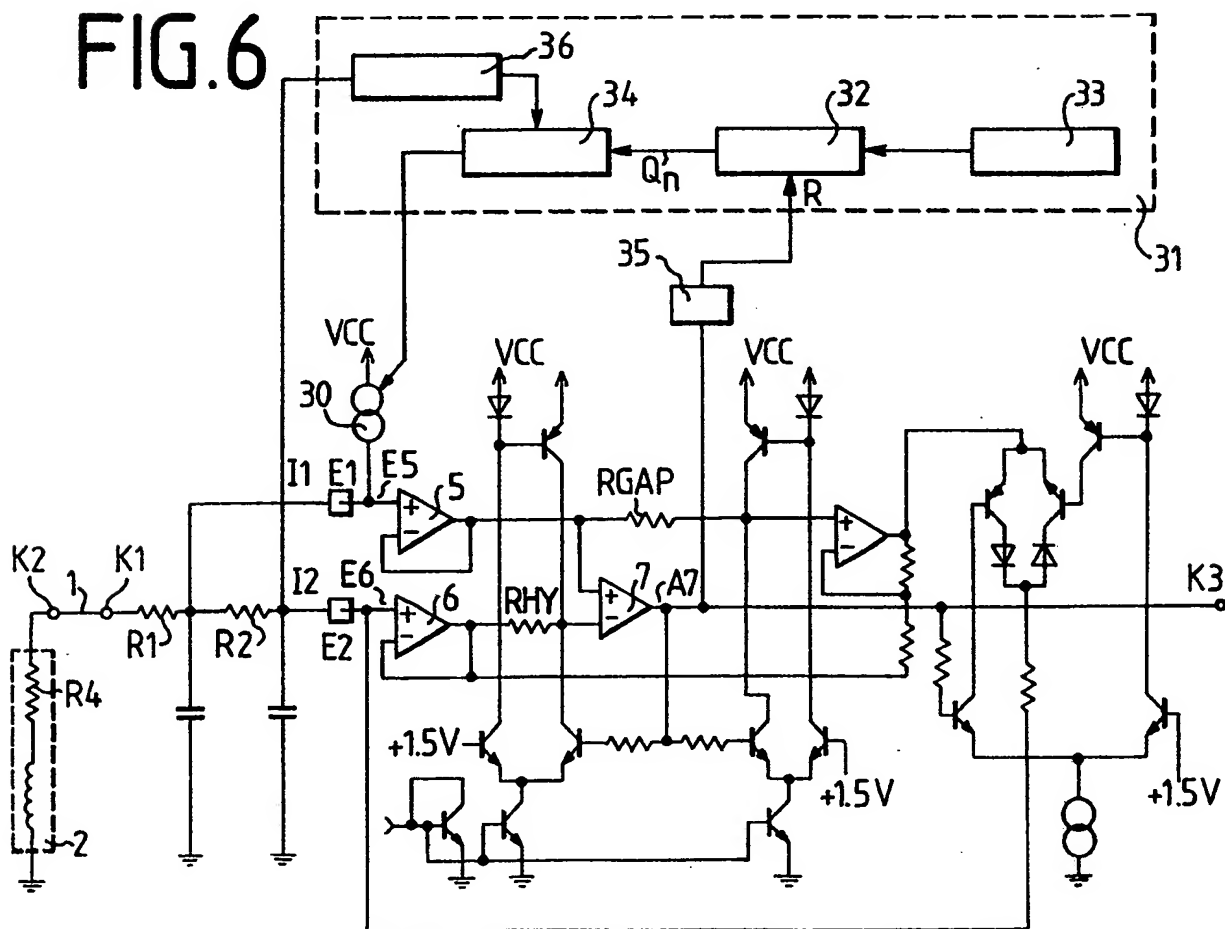 FIG.6
36
34
32
33
Q'n
R
31
35
VCC
30
VCC
VCC
VCC
I1
E1
E5
5
RGAP
+
-
K2
1
K1
R1
R2
I2
E6
E2
6
+
-
RHY
7
+
-
A7
+
-
K3
R4
2
+1.5V
+1.5V
+1.5V